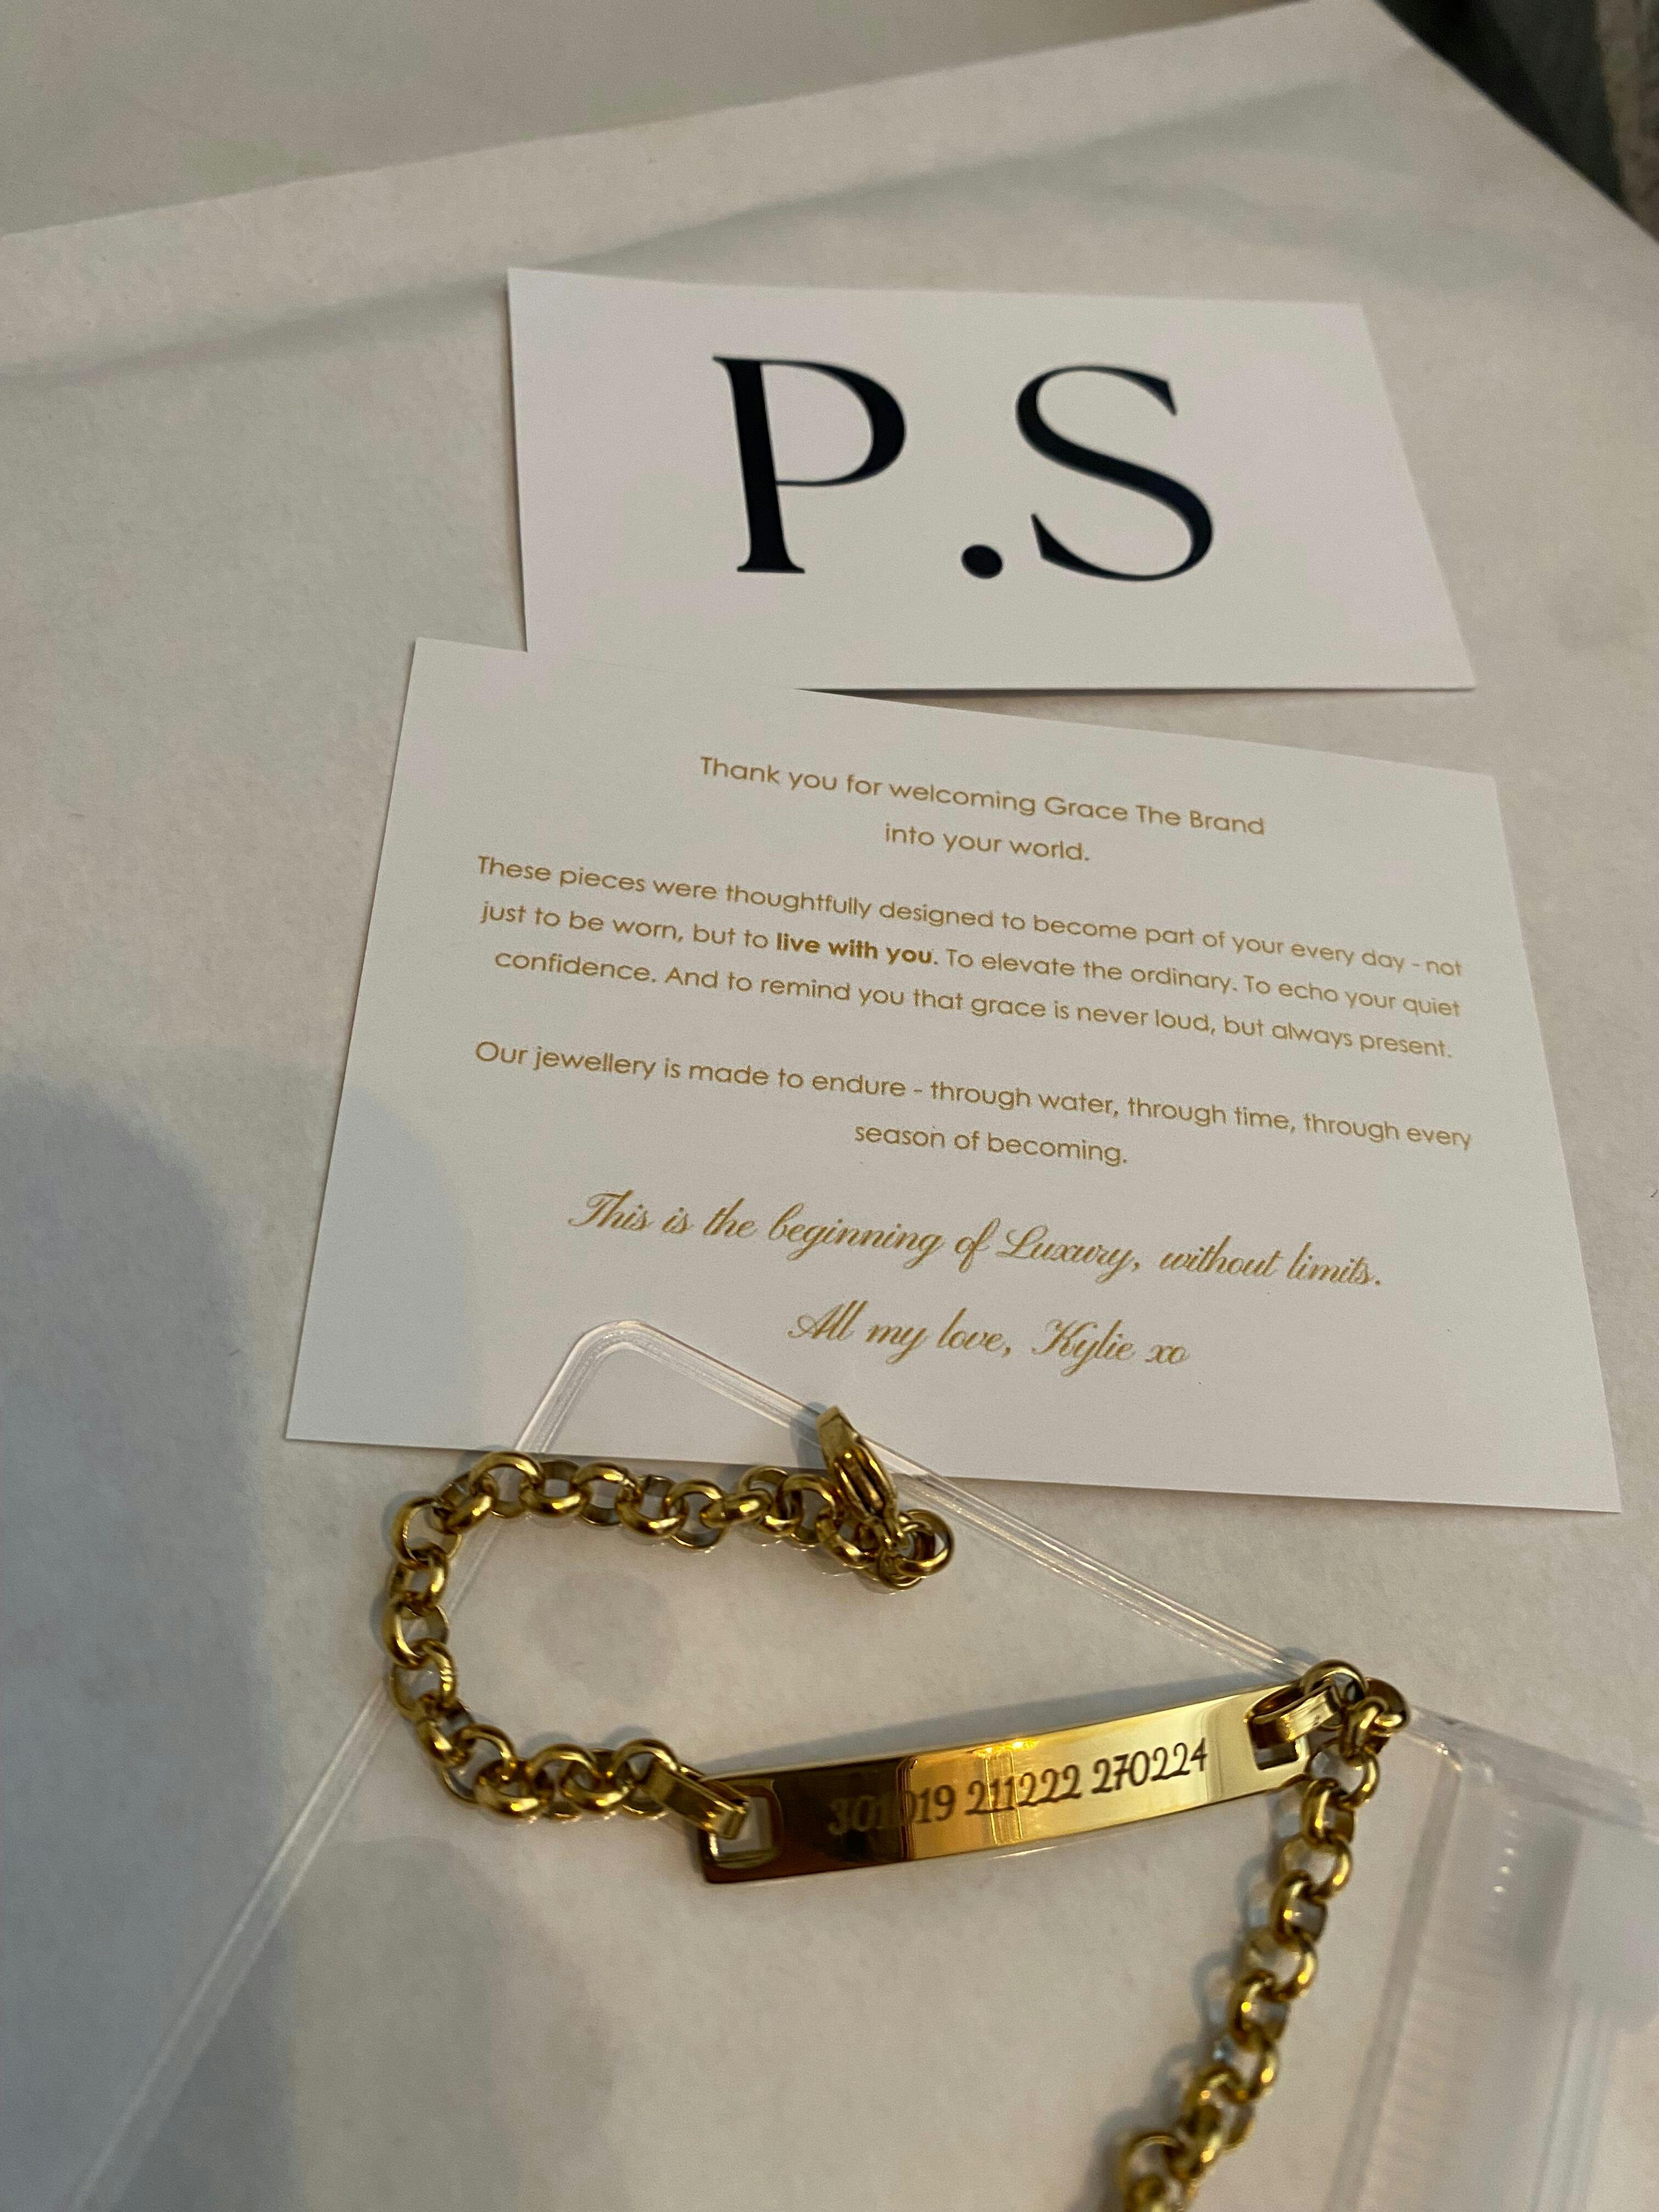 P.S
Thank you for welcoming Grace The Brand
into your world.
These pieces were thoughtfully designed to become part of your every day - not
just to be worn, but to live with you. To elevate the ordinary. To echo your quiet
confidence. And to remind you that grace is never loud, but always present.
Our jewellery is made to endure - through water, through time, through every
season of becoming.
This is the beginning of Luxury, without limits.
All my love, Kylie xo
301019 211222 270224